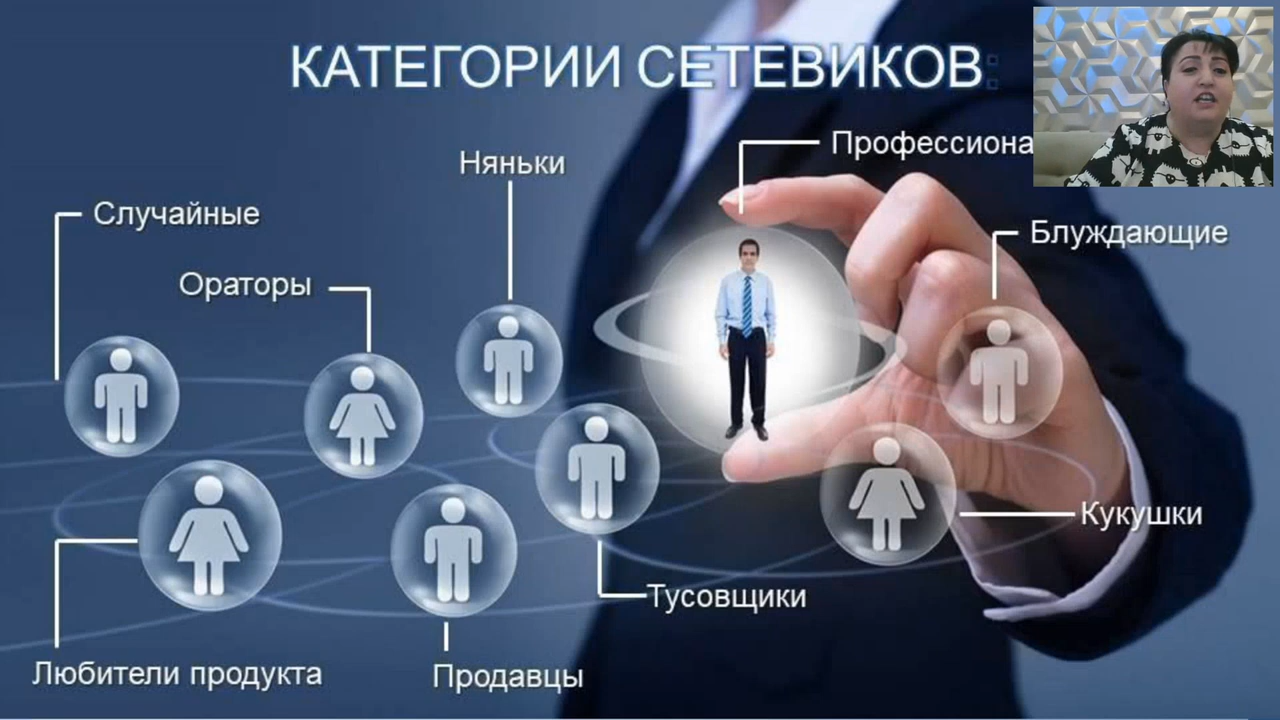 КАТЕГОРИИ СЕТЕВИКОВ:
Профессиона
Няньки
Случайные
Блуждающие
Ораторы
Кукушки
Тусовщики
Любители продукта
Продавцы